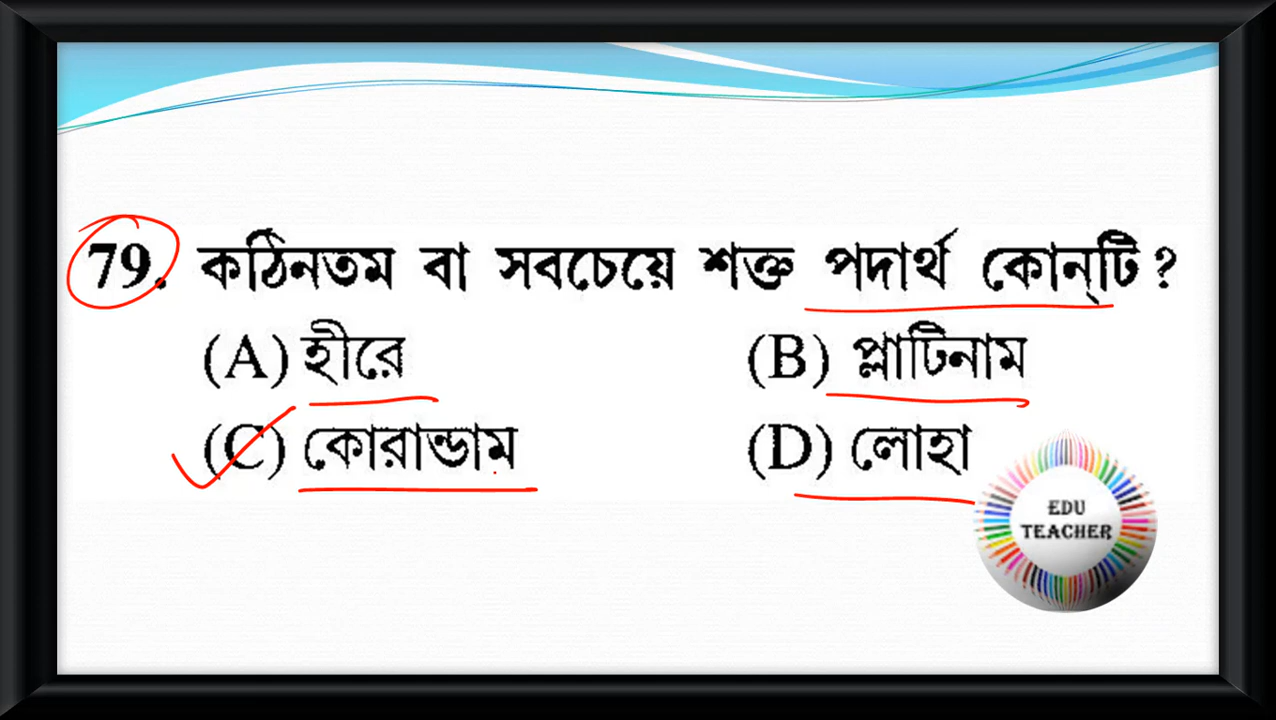 79. কঠিনতম বা সবচেয়ে শক্ত পদার্থ কোন্‌টি ?
(A) হীরে (B) প্লাটিনাম
(C) কোরান্ডাম (D) লোহা
EDU
TEACHER